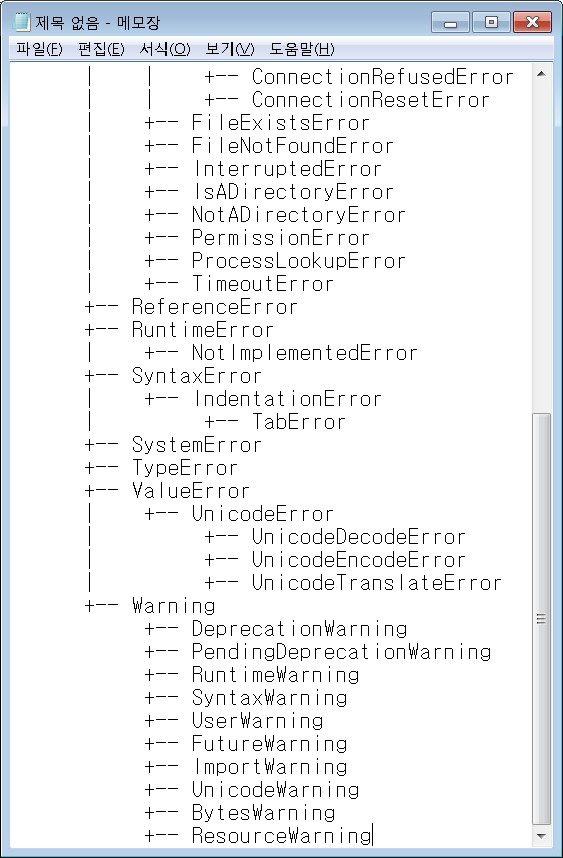 제목 없음 - 메모장
파일(F) 편집(E) 서식(O) 보기(V) 도움말(H)
|    |    +-- ConnectionRefusedError
|    |    +-- ConnectionResetError
|    +-- FileExistsError
|    +-- FileNotFoundError
|    +-- InterruptedError
|    +-- IsADirectoryError
|    +-- NotADirectoryError
|    +-- PermissionError
|    +-- ProcessLookupError
|    +-- TimeoutError
+-- ReferenceError
+-- RuntimeError
|    +-- NotImplementedError
+-- SyntaxError
|    +-- IndentationError
|         +-- TabError
+-- SystemError
+-- TypeError
+-- ValueError
|    +-- UnicodeError
|         +-- UnicodeDecodeError
|         +-- UnicodeEncodeError
|         +-- UnicodeTranslateError
+-- Warning
     +-- DeprecationWarning
     +-- PendingDeprecationWarning
     +-- RuntimeWarning
     +-- SyntaxWarning
     +-- UserWarning
     +-- FutureWarning
     +-- ImportWarning
     +-- UnicodeWarning
     +-- BytesWarning
     +-- ResourceWarning